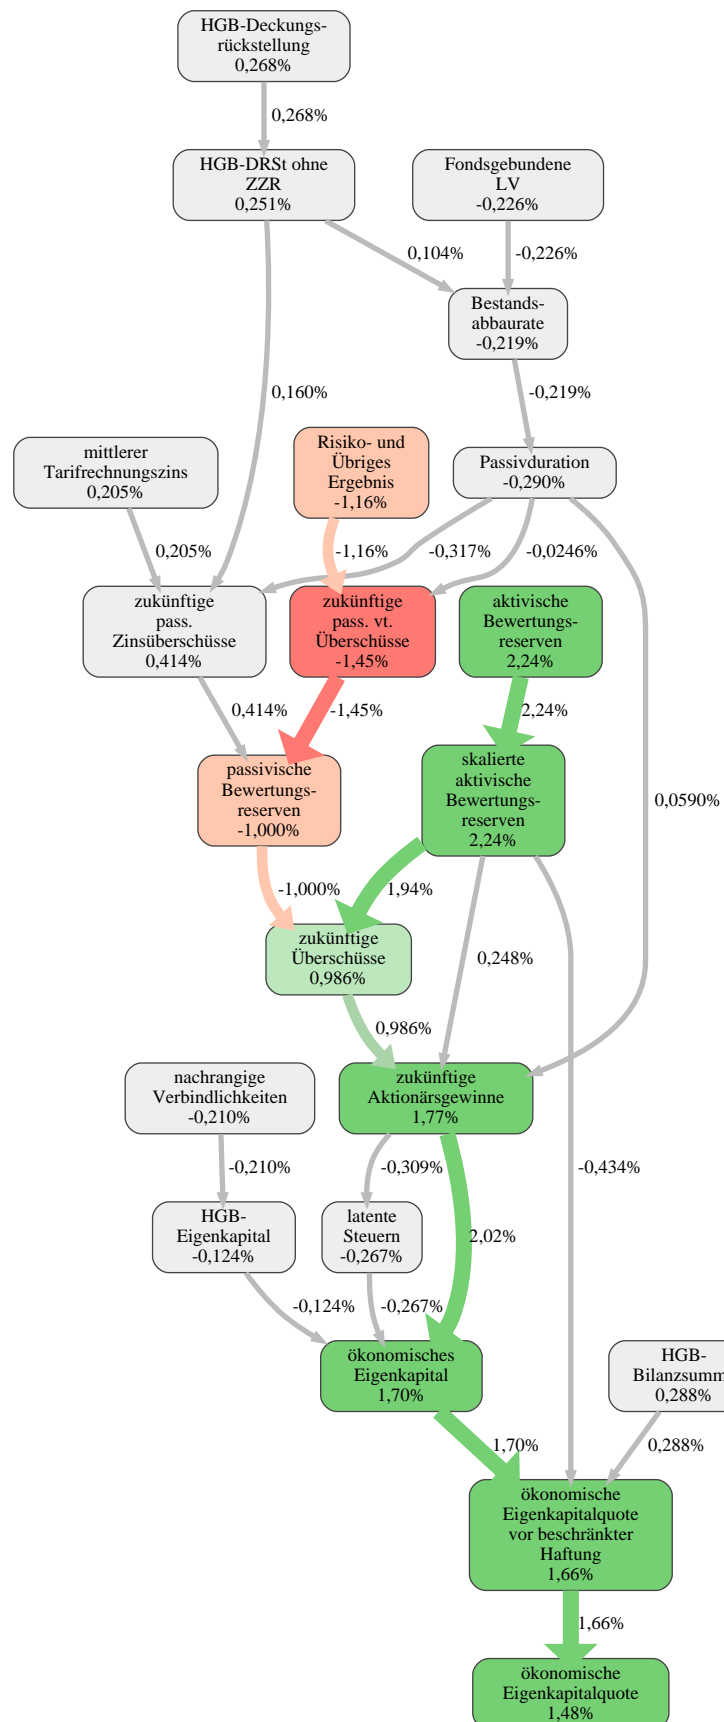 HGB-Deckungs-
rückstellung
0,268%
0,268%
HGB-DRSt ohne
ZZR
0,251%
Fondsgebundene
LV
-0,226%
0,104%
-0,226%
Bestands-
abbaurate
-0,219%
0,160%
-0,219%
mittlerer
Tarifrechnungszins
0,205%
Risiko- und
Übriges
Ergebnis
-1,16%
Passivduration
-0,290%
0,205%
-1,16%
-0,317%
-0,0246%
zukünftige
pass.
Zinsüberschüsse
0,414%
zukünftige
pass. vt.
Überschüsse
-1,45%
aktivische
Bewertungs-
reserven
2,24%
0,414%
-1,45%
2,24%
passivische
Bewertungs-
reserven
-1,000%
skalierte
aktivische
Bewertungs-
reserven
2,24%
0,0590%
-1,000%
1,94%
zukünftige
Überschüsse
0,986%
0,248%
0,986%
nachrangige
Verbindlichkeiten
-0,210%
zukünftige
Aktionärsgewinne
1,77%
-0,210%
-0,309%
-0,434%
HGB-
Eigenkapital
-0,124%
latente
Steuern
-0,267%
2,02%
-0,124%
-0,267%
ökonomisches
Eigenkapital
1,70%
HGB-
Bilanzsumm
0,288%
1,70%
0,288%
ökonomische
Eigenkapitalquote
vor beschränkter
Haftung
1,66%
1,66%
ökonomische
Eigenkapitalquote
1,48%